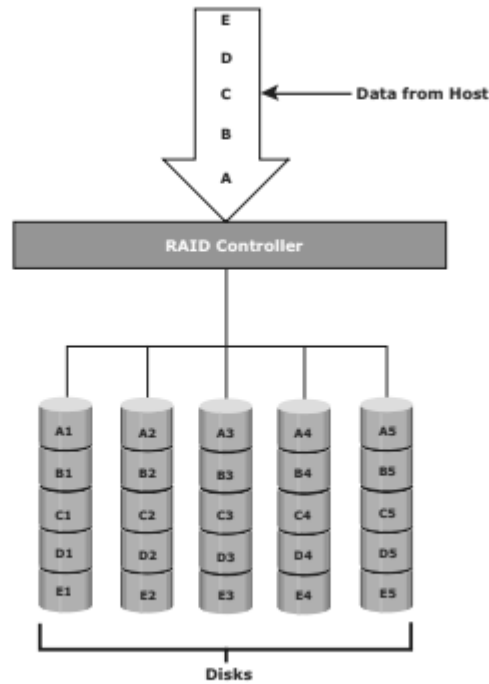 E
D
C
Data from Host
B
A
RAID Controller
A1 A2 A3 A4 A5
B1 B2 B3 B4 B5
C1 C2 C3 C4 C5
D1 D2 D3 D4 D5
E1 E2 E3 E4 E5
Disks